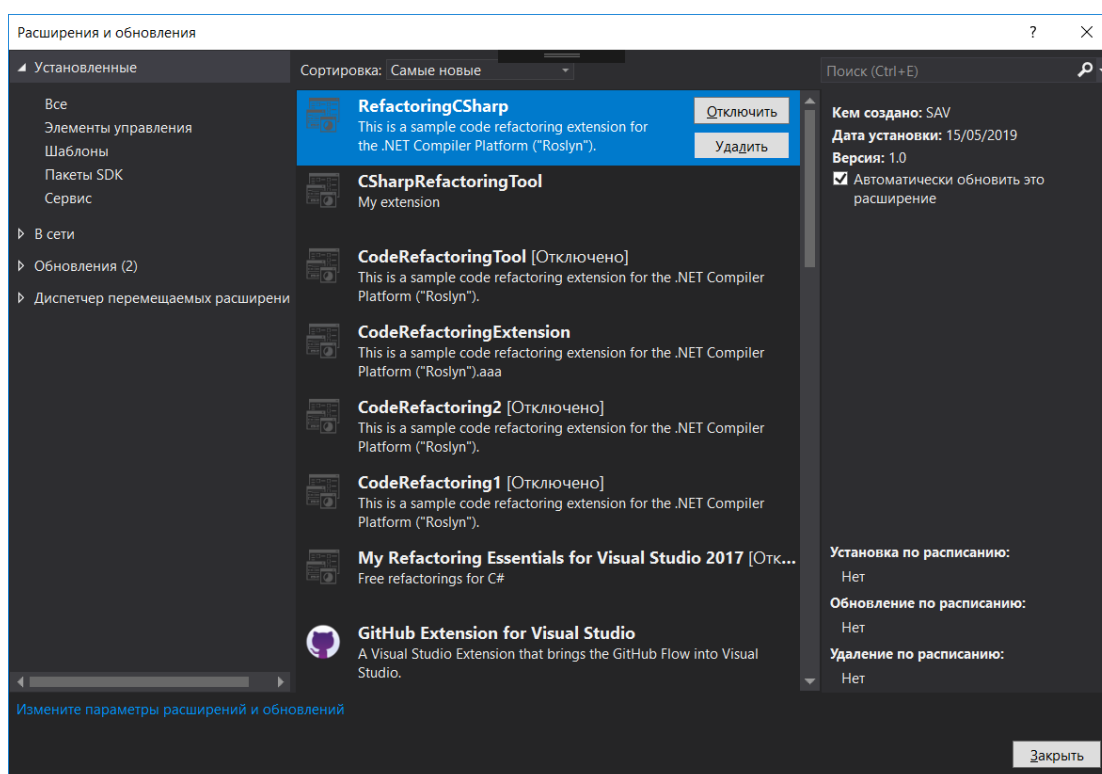 Расширения и обновления
?
Установленные
Все
Элементы управления
Шаблоны
Пакеты SDK
Сервис
В сети
Обновления (2)
Диспетчер перемещаемых расширени
Сортировка: Самые новые
RefactoringCSharp
This is a sample code refactoring extension for
the .NET Compiler Platform ("Roslyn").
Отключить
Удалить
CSharpRefactoringTool
My extension
CodeRefactoringTool [Отключено]
This is a sample code refactoring extension for the .NET Compiler
Platform ("Roslyn").
CodeRefactoringExtension
This is a sample code refactoring extension for the .NET Compiler
Platform ("Roslyn").aaa
CodeRefactoring2 [Отключено]
This is a sample code refactoring extension for the .NET Compiler
Platform ("Roslyn").
CodeRefactoring1 [Отключено]
This is a sample code refactoring extension for the .NET Compiler
Platform ("Roslyn").
My Refactoring Essentials for Visual Studio 2017 [Отк...
Free refactorings for C#
GitHub Extension for Visual Studio
A Visual Studio Extension that brings the GitHub Flow into Visual
Studio.
Поиск (Ctrl+E)
Кем создано: SAV
Дата установки: 15/05/2019
Версия: 1.0
Автоматически обновить это
расширение
Установка по расписанию:
Нет
Обновление по расписанию:
Нет
Удаление по расписанию:
Нет
Измените параметры расширений и обновлений
Закрыть